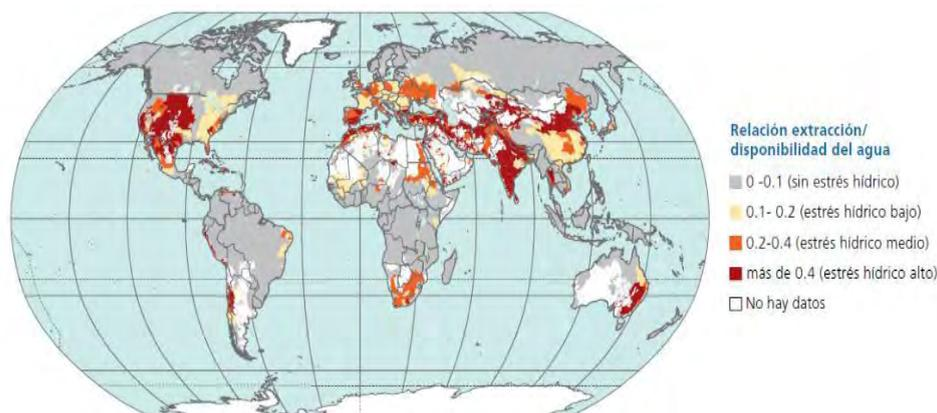 Relación extracción/
disponibilidad del agua
0 -0.1 (sin estrés hídrico)
0.1- 0.2 (estrés hídrico bajo)
0.2-0.4 (estrés hídrico medio)
más de 0.4 (estrés hídrico alto)
No hay datos